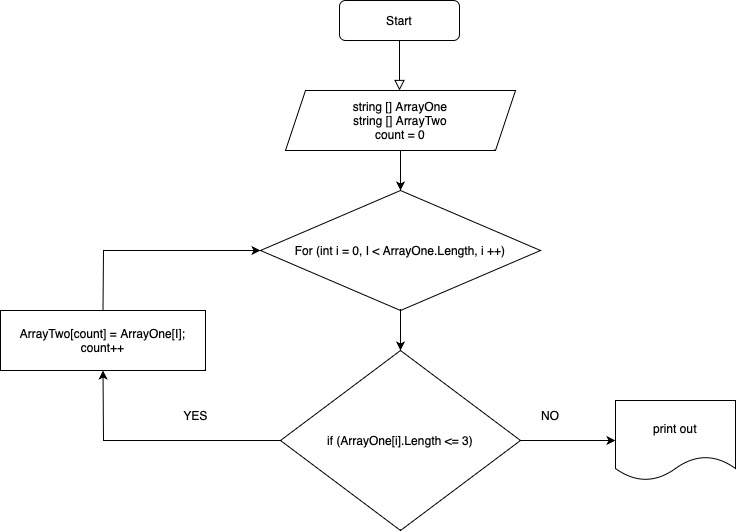 Start
string [] ArrayOne
string [] ArrayTwo
count = 0
For (int i = 0, I < ArrayOne.Length, i ++)
ArrayTwo[count] = ArrayOne[I];
count++
YES
NO
if (ArrayOne[i].Length <= 3)
print out